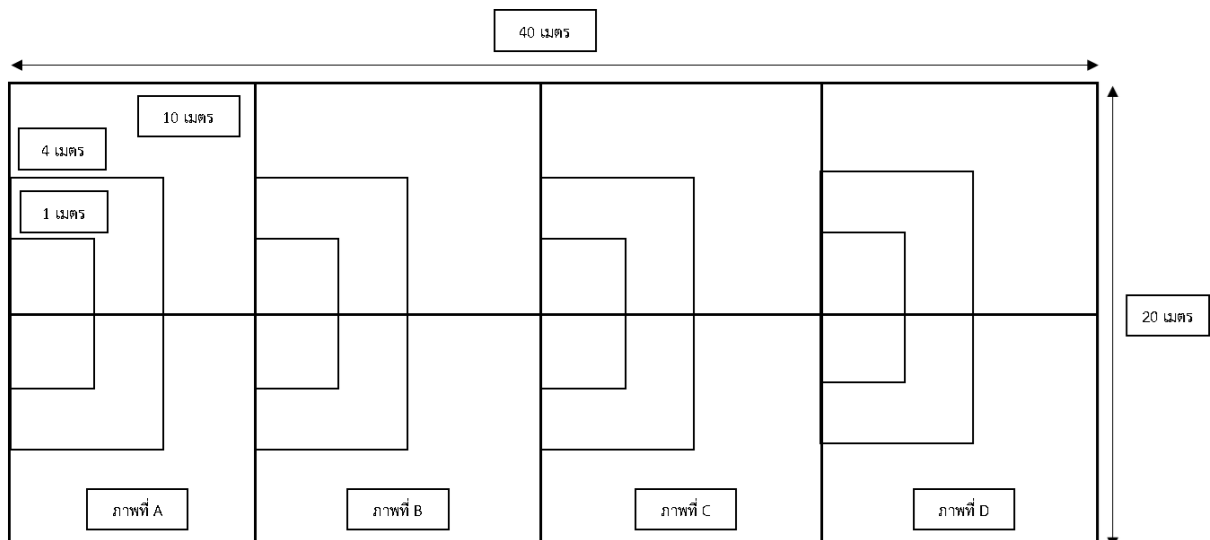 40 เมตร
10 เมตร
4 เมตร
1 เมตร
20 เมตร
ภาพที่ A
ภาพที่ B
ภาพที่ C
ภาพที่ D